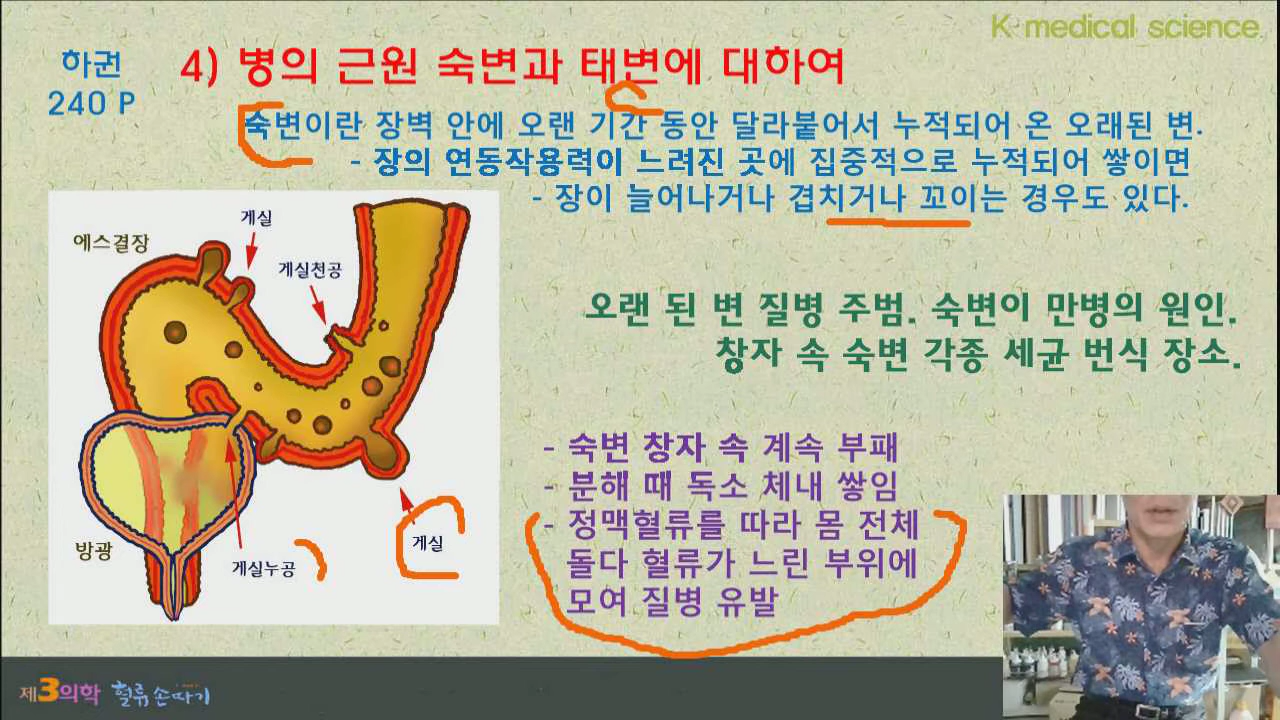 K medical science
하권
240 P
4) 병의 근원 숙변과 태변에 대하여
숙변이란 장벽 안에 오랜 기간 동안 달라붙어서 누적되어 온 오래된 변.
- 장의 연동작용력이 느려진 곳에 집중적으로 누적되어 쌓이면
- 장이 늘어나거나 겹치거나 꼬이는 경우도 있다.
게실
에스결장
게실천공
오랜 된 변 질병 주범. 숙변이 만병의 원인.
창자 속 숙변 각종 세균 번식 장소.
- 숙변 창자 속 계속 부패
- 분해 때 독소 체내 쌓임
- 정맥혈류를 따라 몸 전체
돌다 혈류가 느린 부위에
모여 질병 유발
게실
방광
게실누공
제3의학 혈류 손따기